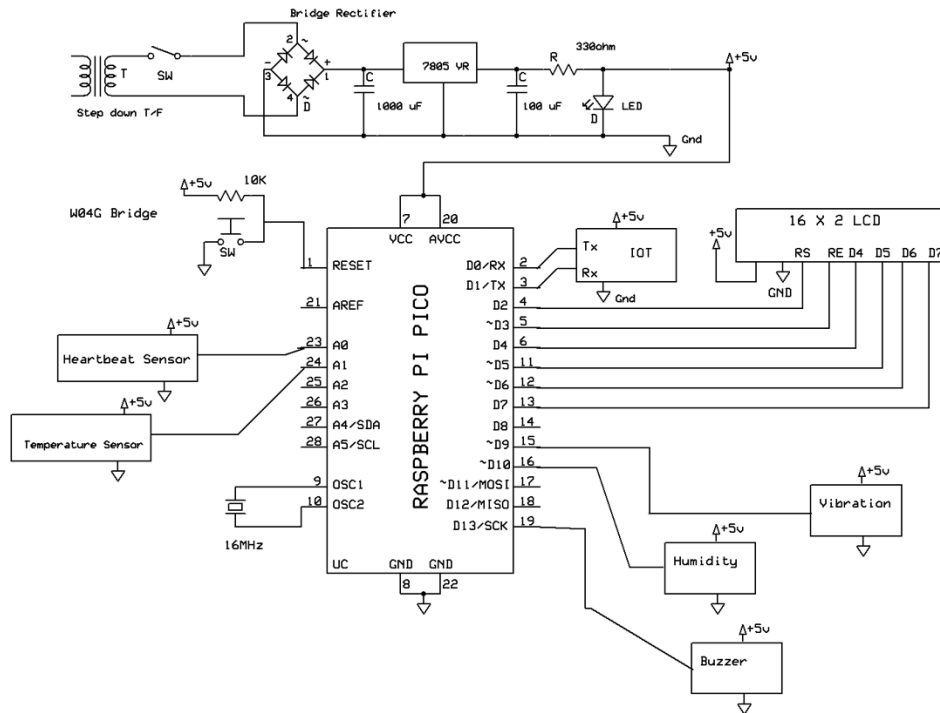 Bridge Rectifier
2 ~
- +
3 1
4 ~
D
T
SW
Step down T/F
C
1000 uF
7805 VR
C
100 uF
R
330ohm
D
LED
+5v
Gnd
+5v
10K
W04G Bridge
SW
7 20
VCC AVCC
1 RESET
21 AREF
23 A0
24 A1
25 A2
26 A3
27 A4/SDA
28 A5/SCL
9 OSC1
10 OSC2
16MHz
UC
GND GND
8 22
RASPBERRY PI PICO
D0/RX 2
D1/TX 3
D2 4
~D3 5
D4 6
~D5 11
~D6 12
D7 13
D8 14
~D9 15
~D10 16
~D11/MOSI 17
D12/MISO 18
D13/SCK 19
+5v
Tx
IOT
Rx
Gnd
16 X 2 LCD
+5v
GND
RS RE D4 D5 D6 D7
+5v
Heartbeat Sensor
+5v
Temperature Sensor
+5v
Vibration
+5v
Humidity
+5v
Buzzer